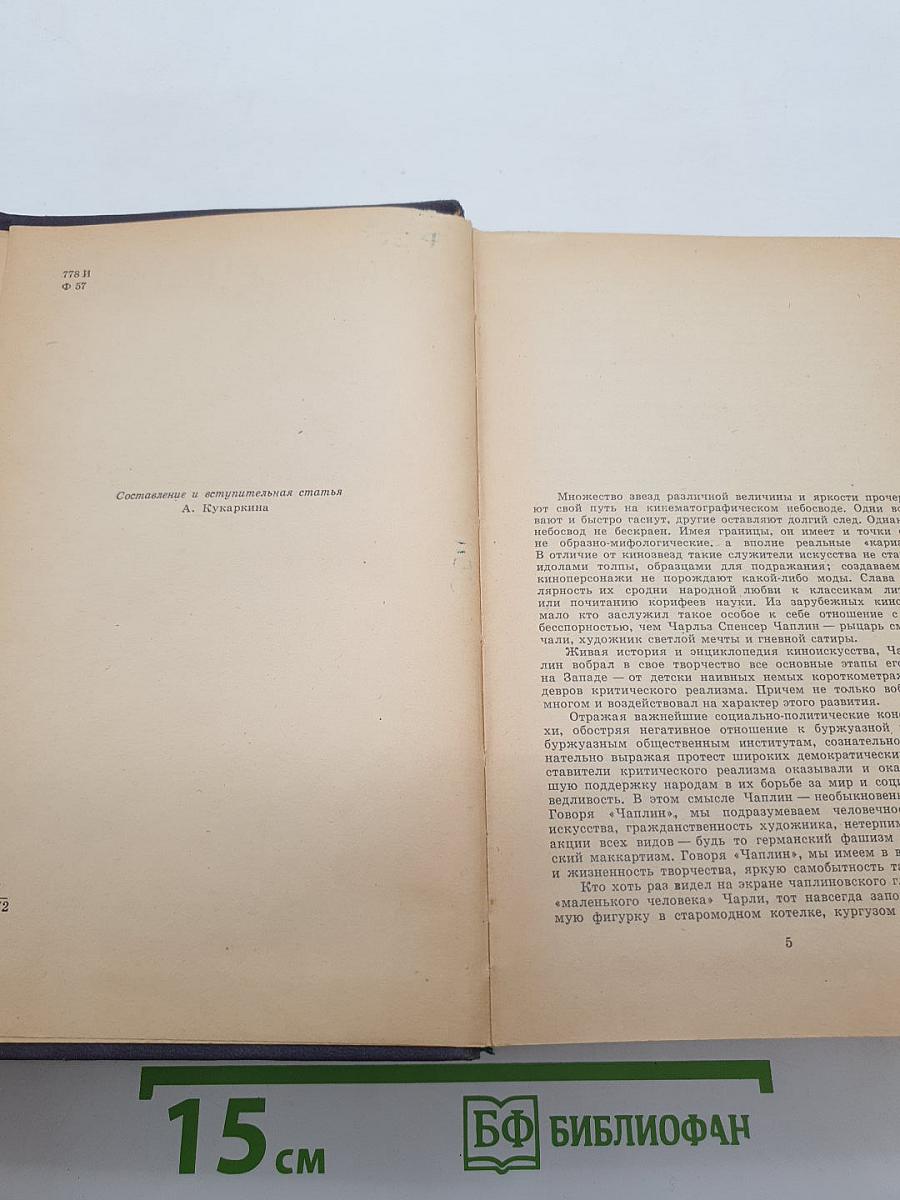 778 И
Ф 57
Составление и вступительная статья
А. Кукаркина
Множество звезд различной величины и яркости прочер
ют свой путь на кинематографическом небосводе. Одни вс
вают и быстро гаснут, другие оставляют долгий след. Однак
небосвод не бескраен. Имея границы, он имеет и точки
не образно-мифологические, а вполне реальные «кариа
В отличие от кинозвезд такие служители искусства не ста
идолами толпы, образцами для подражания; создаваем
киноперсонажи не порождают какой-либо моды. Слава
лярность их сродни народной любви к классикам лит
или почитанию корифеев науки. Из зарубежных кино
мало кто заслужил такое особое к себе отношение с
бесспорностью, чем Чарльз Спенсер Чаплин — рыцарь см
чали, художник светлой мечты и гневной сатиры.
Живая история и энциклопедия киноискусства, Ча
лин вобрал в свое творчество все основные этапы его
на Западе — от детски наивных немых короткометраж
девров критического реализма. Причем не только воб
многом и воздействовал на характер этого развития.
Отражая важнейшие социально-политические кон
хи, обостряя негативное отношение к буржуазной
буржуазным общественным институтам, сознательно
нательно выражая протест широких демократически
ставители критического реализма оказывали и ока
шую поддержку народам в их борьбе за мир и соци
ведливость. В этом смысле Чаплин — необыкновен
Говоря «Чаплин», мы подразумеваем человечнос
искусства, гражданственность художника, нетерпим
акции всех видов — будь то германский фашизм
ский маккартизм. Говоря «Чаплин», мы имеем в в
и жизненность творчества, яркую самобытность та
Кто хоть раз видел на экране чаплиновского г
«маленького человека» Чарли, тот навсегда запо
мую фигурку в старомодном котелке, кургузом
5
15 см
БФ БИБЛИОФАН